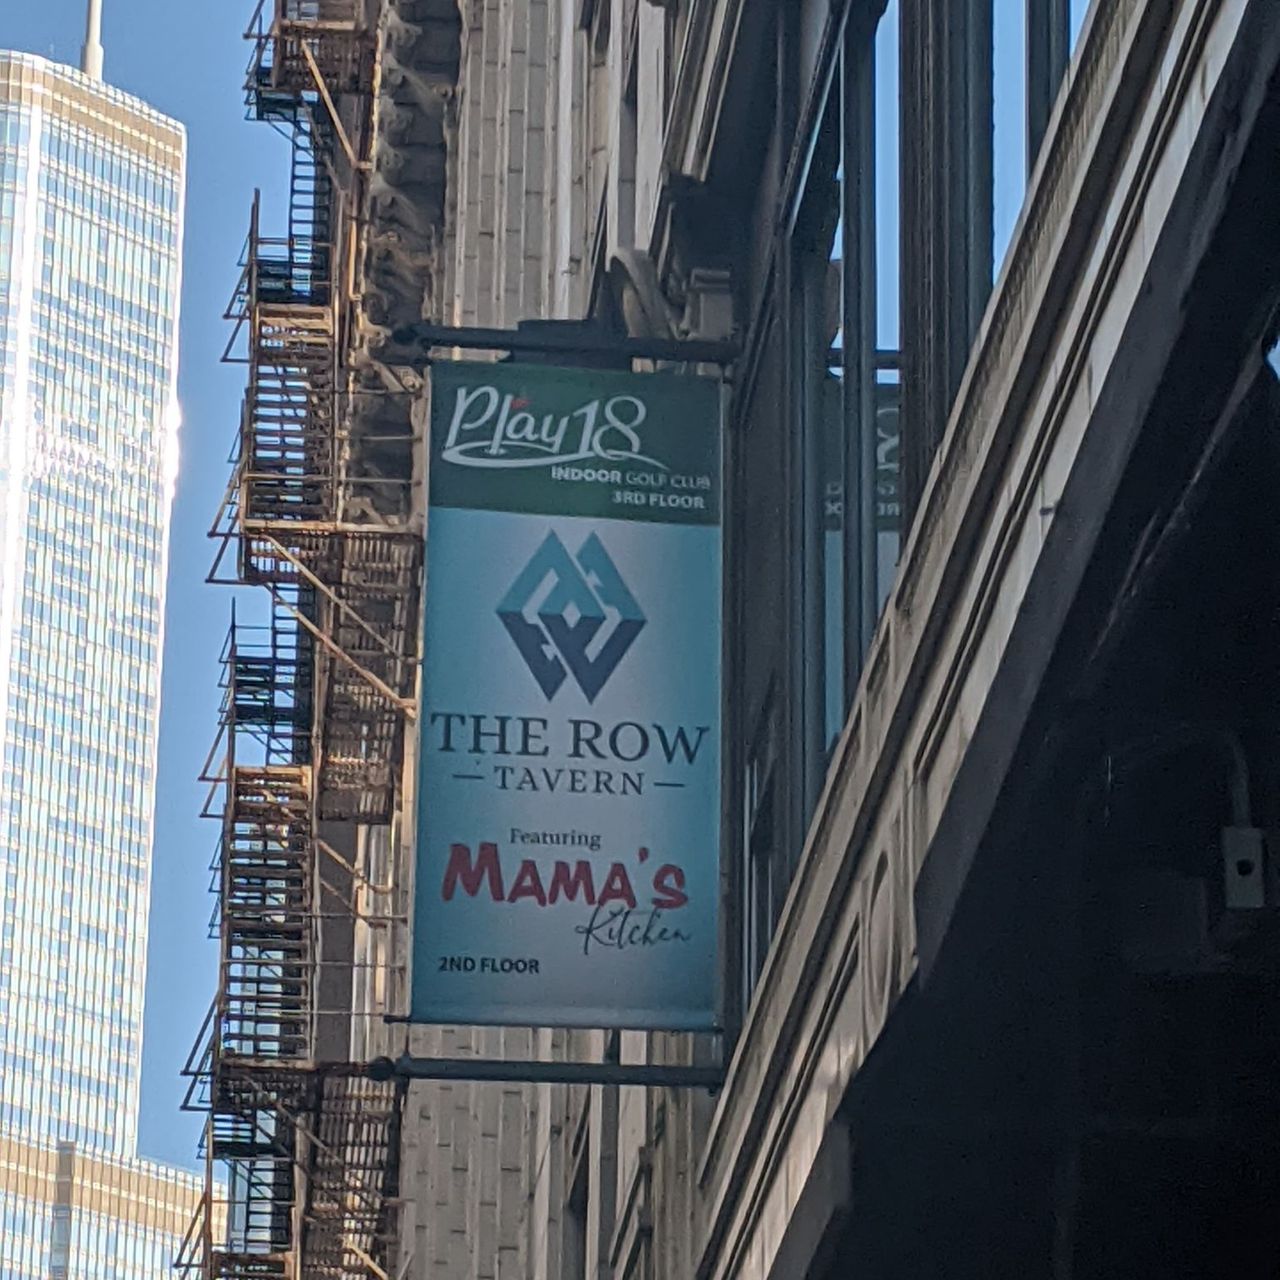 Play18
INDOOR GOLF CLUB
3RD FLOOR
THE ROW
TAVERN
Featuring
MAMA'S
Kitchen
2ND FLOOR